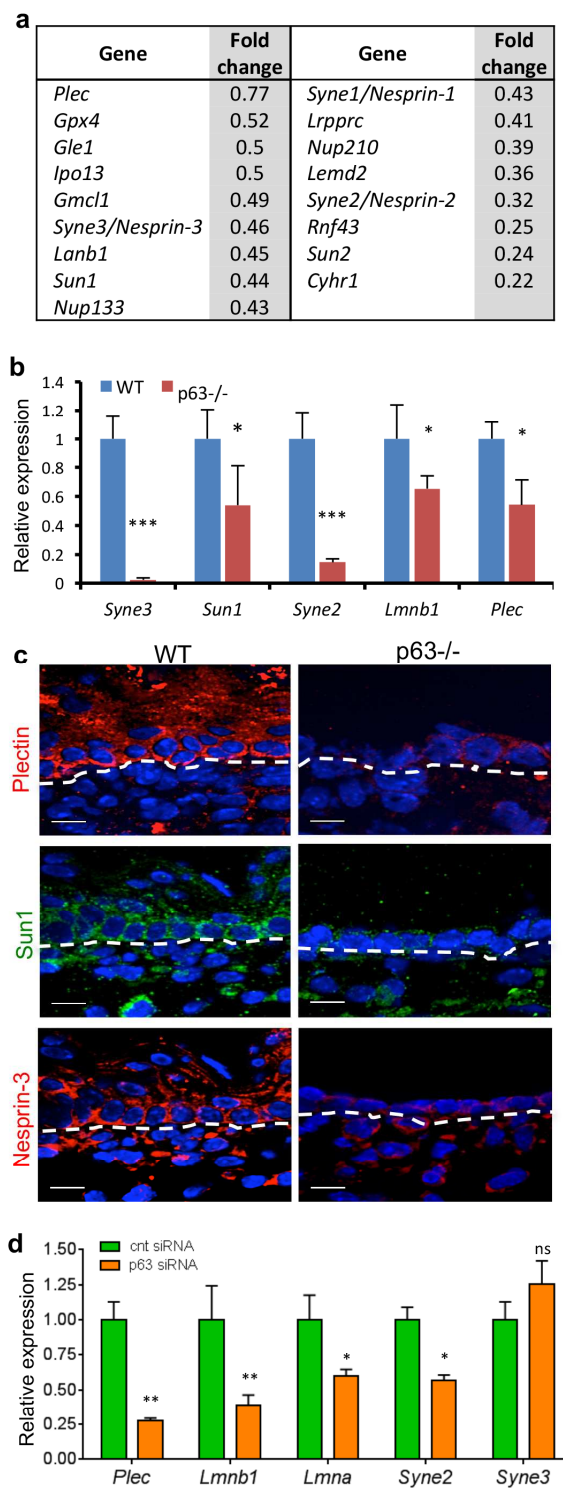 a
Gene Fold change Gene Fold change
Plec 0.77 Syne1/Nesprin-1 0.43
Gpx4 0.52 Lrpprc 0.41
Gle1 0.5 Nup210 0.39
Ipo13 0.5 Lemd2 0.36
Gmcl1 0.49 Syne2/Nesprin-2 0.32
Syne3/Nesprin-3 0.46 Rnf43 0.25
Lanb1 0.45 Sun2 0.24
Sun1 0.44 Cyhr1 0.22
Nup133 0.43
b
WT p63-/-
Relative expression
1.4
1.2
1
0.8
0.6
0.4
0.2
0
*** * *** * *
Syne3 Sun1 Syne2 Lmnb1 Plec
c
WT p63-/-
Plectin
Sun1
Nesprin-3
d
cnt siRNA
p63 siRNA
Relative expression
1.50
1.25
1.00
0.75
0.50
0.25
0.00
** ** * * ns
Plec Lmnb1 Lmna Syne2 Syne3